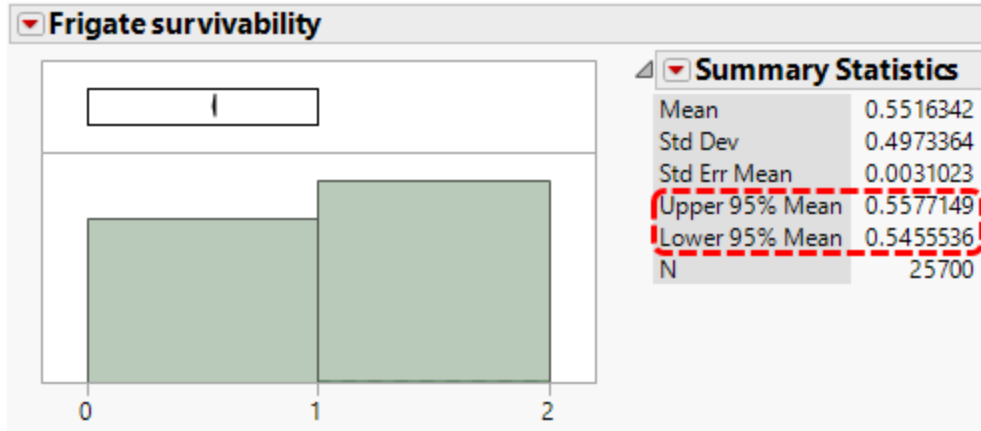 Frigate survivability
Summary Statistics
Mean 0.5516342
Std Dev 0.4973364
Std Err Mean 0.0031023
Upper 95% Mean 0.5577149
Lower 95% Mean 0.5455536
N 25700
0 1 2